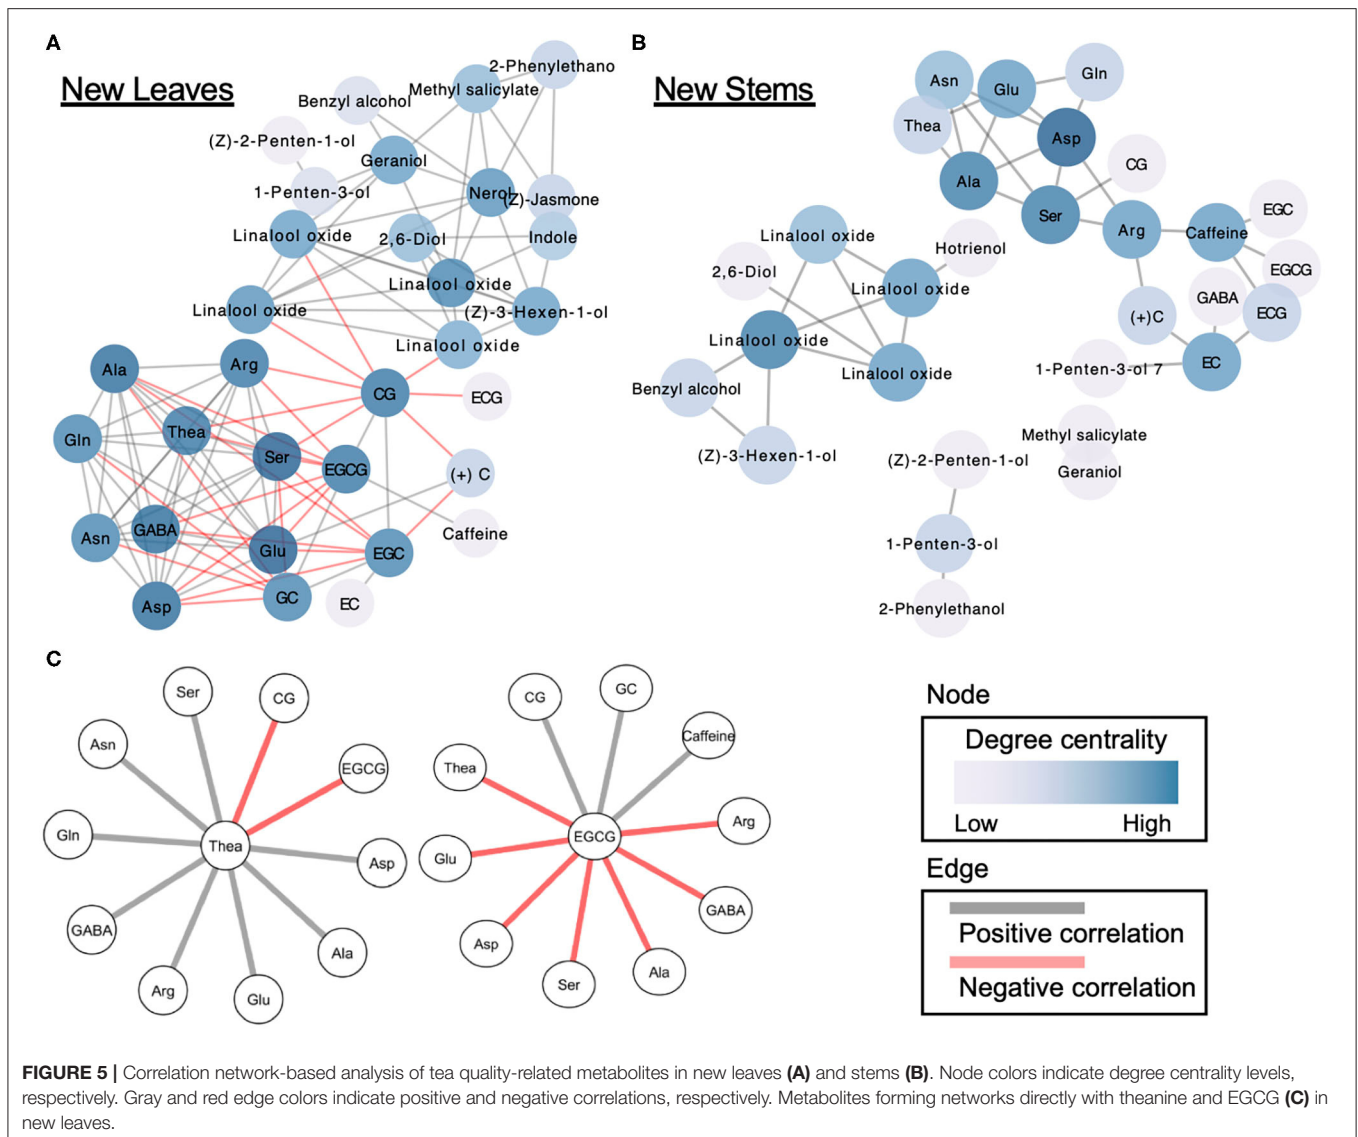 A
New Leaves
2-Phenylethano
Methyl salicylate
Benzyl alcohol
(Z)-2-Penten-1-ol
Geraniol
1-Penten-3-ol
Nerol
(Z)-Jasmone
Linalool oxide
2,6-Diol
Indole
Linalool oxide
Linalool oxide
(Z)-3-Hexen-1-ol
Linalool oxide
Ala
Arg
CG
ECG
Gln
Thea
Ser
EGCG
(+) C
Asn
GABA
Glu
EGC
Caffeine
Asp
GC
EC
B
New Stems
Asn
Glu
Gln
Thea
Asp
CG
Ala
Ser
Arg
Caffeine
EGC
EGCG
GABA
ECG
(+)C
EC
1-Penten-3-ol 7
Linalool oxide
Hotrienol
2,6-Diol
Linalool oxide
Linalool oxide
Linalool oxide
Benzyl alcohol
(Z)-3-Hexen-1-ol
Methyl salicylate
Geraniol
(Z)-2-Penten-1-ol
1-Penten-3-ol
2-Phenylethanol
C
Ser
CG
Asn
EGCG
Gln
Thea
Asp
GABA
Ala
Arg
Glu
CG
GC
Caffeine
Thea
Arg
EGCG
Glu
GABA
Asp
Ala
Ser
Node
Degree centrality
Low High
Edge
Positive correlation
Negative correlation
FIGURE 5 | Correlation network-based analysis of tea quality-related metabolites in new leaves (A) and stems (B). Node colors indicate degree centrality levels,
respectively. Gray and red edge colors indicate positive and negative correlations, respectively. Metabolites forming networks directly with theanine and EGCG (C) in
new leaves.